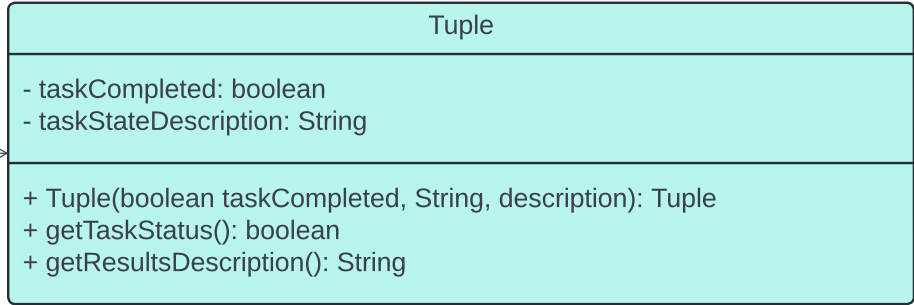 Tuple
- taskCompleted: boolean
- taskStateDescription: String
+ Tuple(boolean taskCompleted, String, description): Tuple
+ getTaskStatus(): boolean
+ getResultsDescription(): String